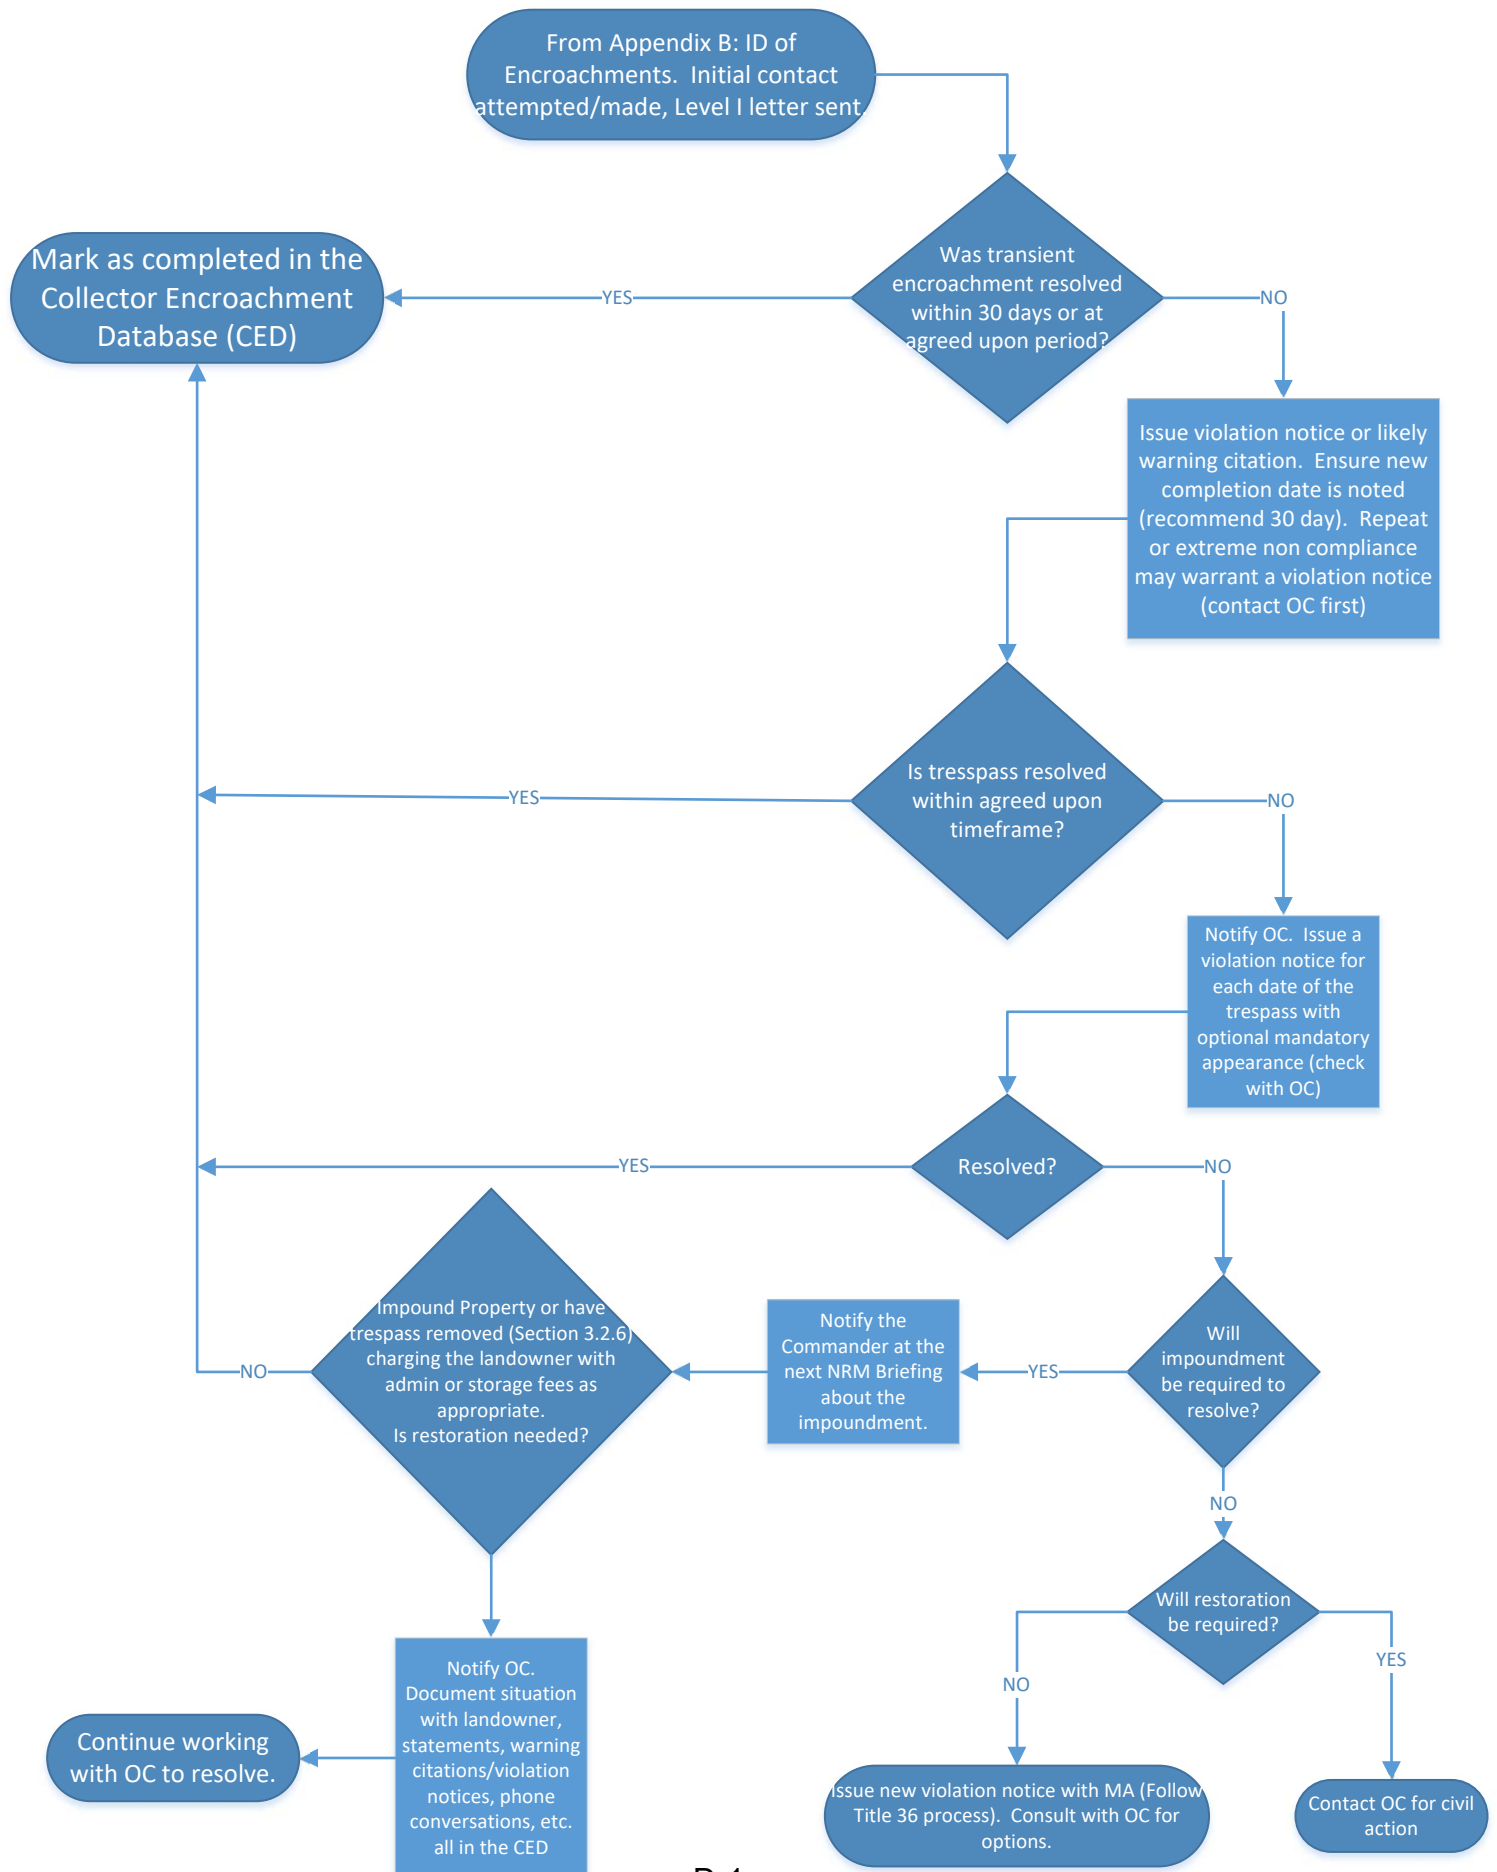 From Appendix B: ID of
Encroachments.  Initial contact
attempted/made, Level I letter sent.
Was transient
encroachment resolved
within 30 days or at
agreed upon period?
YES
NO
Mark as completed in the
Collector Encroachment
Database (CED)
Issue violation notice or likely
warning citation.  Ensure new
completion date is noted
(recommend 30 day).  Repeat
or extreme non compliance
may warrant a violation notice
(contact OC first)
Is tresspass resolved
within agreed upon
timeframe?
YES
NO
Notify OC.  Issue a
violation notice for
each date of the
trespass with
optional mandatory
appearance (check
with OC)
Resolved?
YES
NO
Will
impoundment
be required to
resolve?
YES
NO
Notify the
Commander at the
next NRM Briefing
about the
impoundment.
Impound Property or have
trespass removed (Section 3.2.6)
charging the landowner with
admin or storage fees as
appropriate.
Is restoration needed?
NO
Will restoration
be required?
NO
YES
Notify OC.
Document situation
with landowner,
statements, warning
citations/violation
notices, phone
conversations, etc.
all in the CED
Continue working
with OC to resolve.
Issue new violation notice with MA (Follow
Title 36 process).  Consult with OC for
options.
Contact OC for civil
action